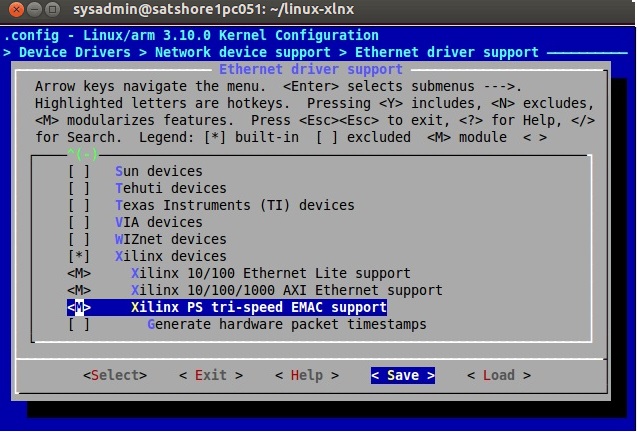 sysadmin@satshore1pc051: ~/linux-xlnx
.config - Linux/arm 3.10.0 Kernel Configuration
> Device Drivers > Network device support > Ethernet driver support
Ethernet driver support
Arrow keys navigate the menu.  <Enter> selects submenus --->.
Highlighted letters are hotkeys.  Pressing <Y> includes, <N> excludes,
<M> modularizes features.  Press <Esc><Esc> to exit, <?> for Help, </>
for Search.  Legend: [*] built-in  [ ] excluded  <M> module  < >
^(-)
[ ]   Sun devices
[ ]   Tehuti devices
[ ]   Texas Instruments (TI) devices
[ ]   VIA devices
[ ]   WIZnet devices
[*]   Xilinx devices
<M>     Xilinx 10/100 Ethernet Lite support
<M>     Xilinx 10/100/1000 AXI Ethernet support
<M>     Xilinx PS tri-speed EMAC support
[ ]       Generate hardware packet timestamps
<Select>    < Exit >    < Help >    < Save >    < Load >